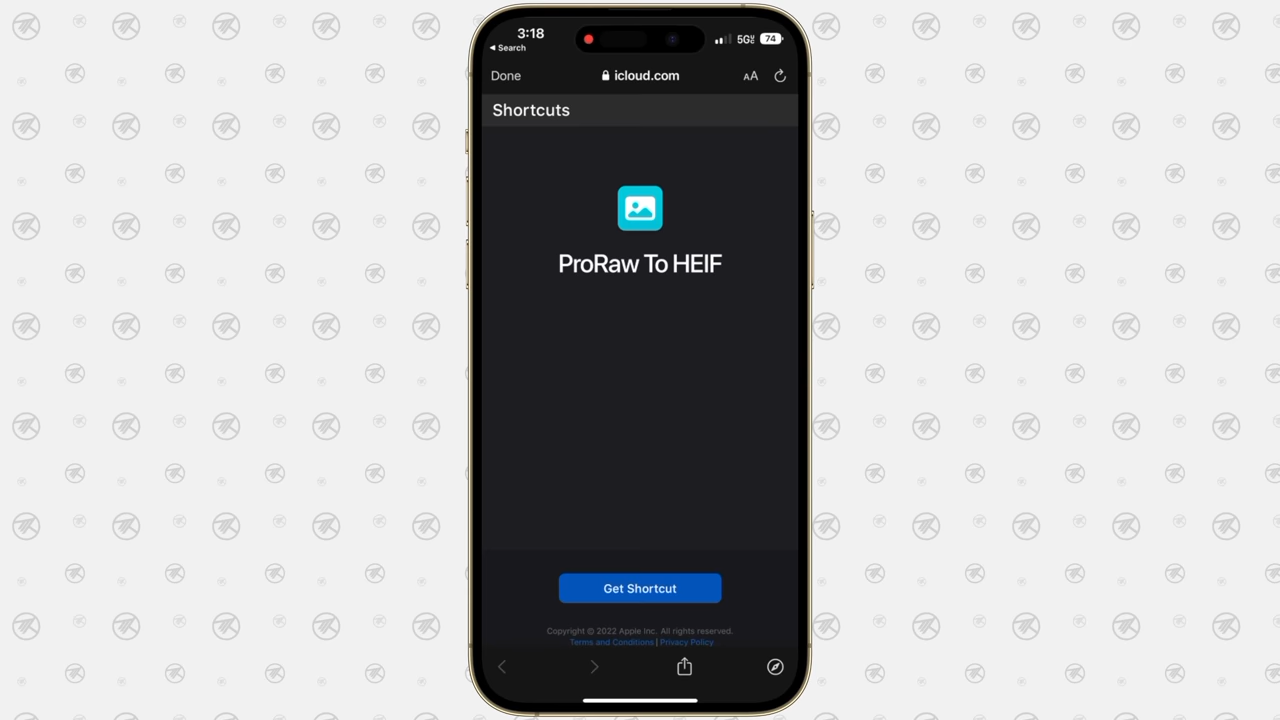 3:18
5G 74
◀ Search
Done
icloud.com
AA
Shortcuts
ProRaw To HEIF
Get Shortcut
Copyright © 2022 Apple Inc. All rights reserved.
Terms and Conditions | Privacy Policy